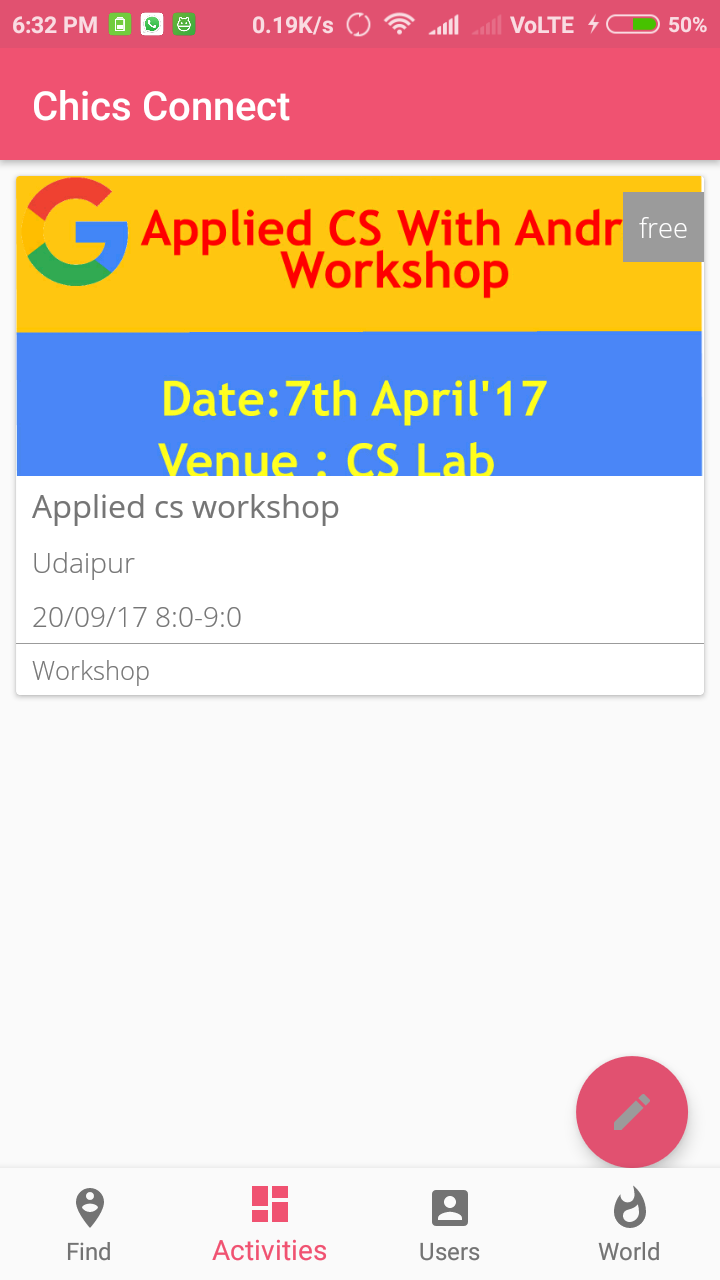 6:32 PM 0.19K/s VoLTE 50%
Chics Connect
Applied CS With Andr
free
Workshop
Date:7th April'17
Venue : CS Lab
Applied cs workshop
Udaipur
20/09/17 8:0-9:0
Workshop
Find Activities Users World